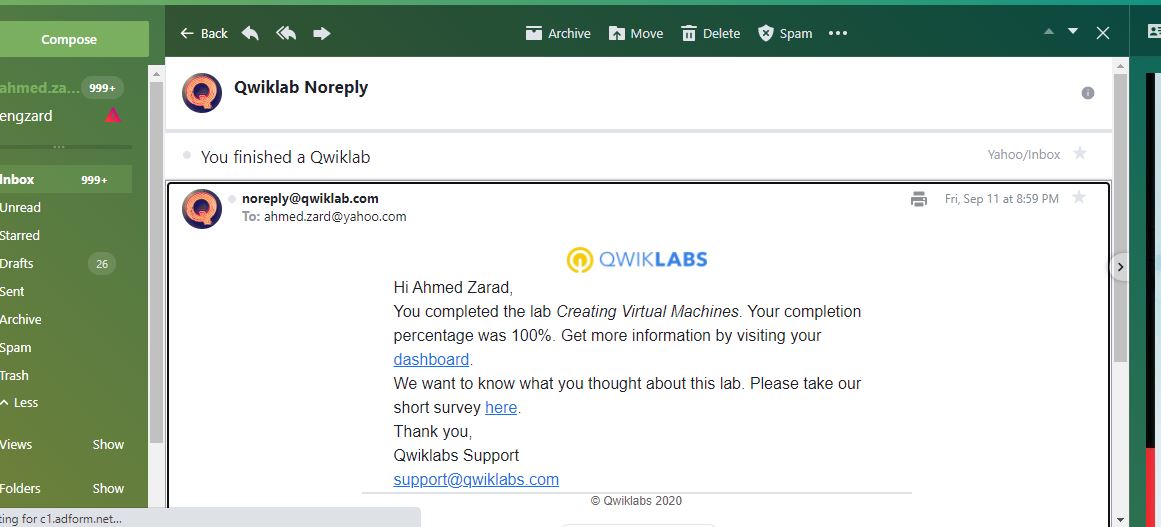 Compose
Back
Archive
Move
Delete
Spam
ahmed.za...
999+
engzard
Inbox
999+
Unread
Starred
Drafts
26
Sent
Archive
Spam
Trash
Less
Views
Show
Folders
Show
ting for c1.adform.net...
Qwiklab Noreply
You finished a Qwiklab
Yahoo/Inbox
noreply@qwiklab.com
Fri, Sep 11 at 8:59 PM
To: ahmed.zard@yahoo.com
QWIKLABS
Hi Ahmed Zarad,
You completed the lab Creating Virtual Machines. Your completion
percentage was 100%. Get more information by visiting your
dashboard.
We want to know what you thought about this lab. Please take our
short survey here.
Thank you,
Qwiklabs Support
support@qwiklabs.com
© Qwiklabs 2020